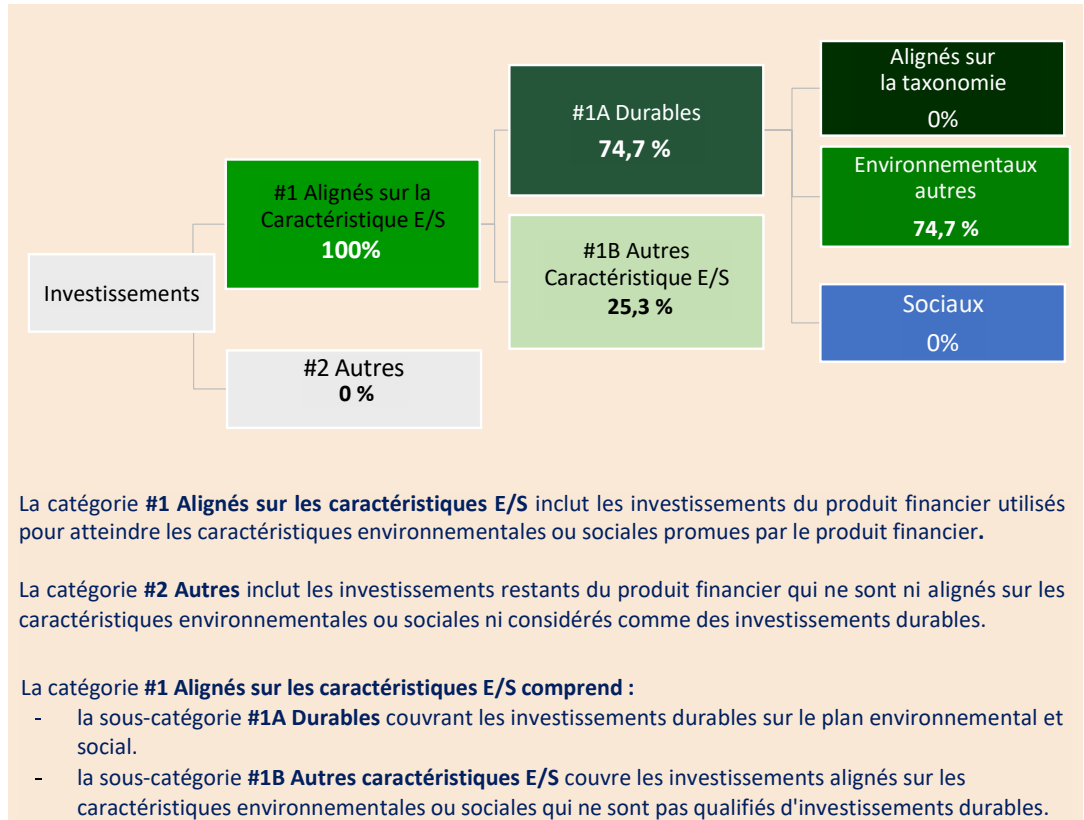 Investissements
#1 Alignés sur la
Caractéristique E/S
100%
#2 Autres
0 %
#1A Durables
74,7 %
#1B Autres
Caractéristique E/S
25,3 %
Alignés sur
la taxonomie
0%
Environnementaux
autres
74,7 %
Sociaux
0%
La catégorie #1 Alignés sur les caractéristiques E/S inclut les investissements du produit financier utilisés
pour atteindre les caractéristiques environnementales ou sociales promues par le produit financier.
La catégorie #2 Autres inclut les investissements restants du produit financier qui ne sont ni alignés sur les
caractéristiques environnementales ou sociales ni considérés comme des investissements durables.
La catégorie #1 Alignés sur les caractéristiques E/S comprend :
- la sous-catégorie #1A Durables couvrant les investissements durables sur le plan environnemental et
social.
- la sous-catégorie #1B Autres caractéristiques E/S couvre les investissements alignés sur les
caractéristiques environnementales ou sociales qui ne sont pas qualifiés d'investissements durables.